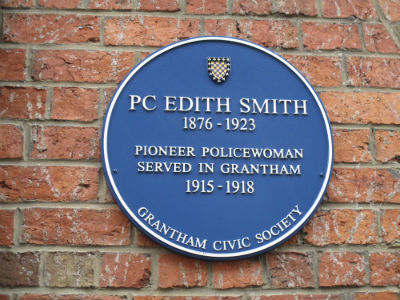 PC EDITH SMITH
1876 - 1923
PIONEER POLICEWOMAN
SERVED IN GRANTHAM
1915 - 1918
GRANTHAM CIVIC SOCIETY